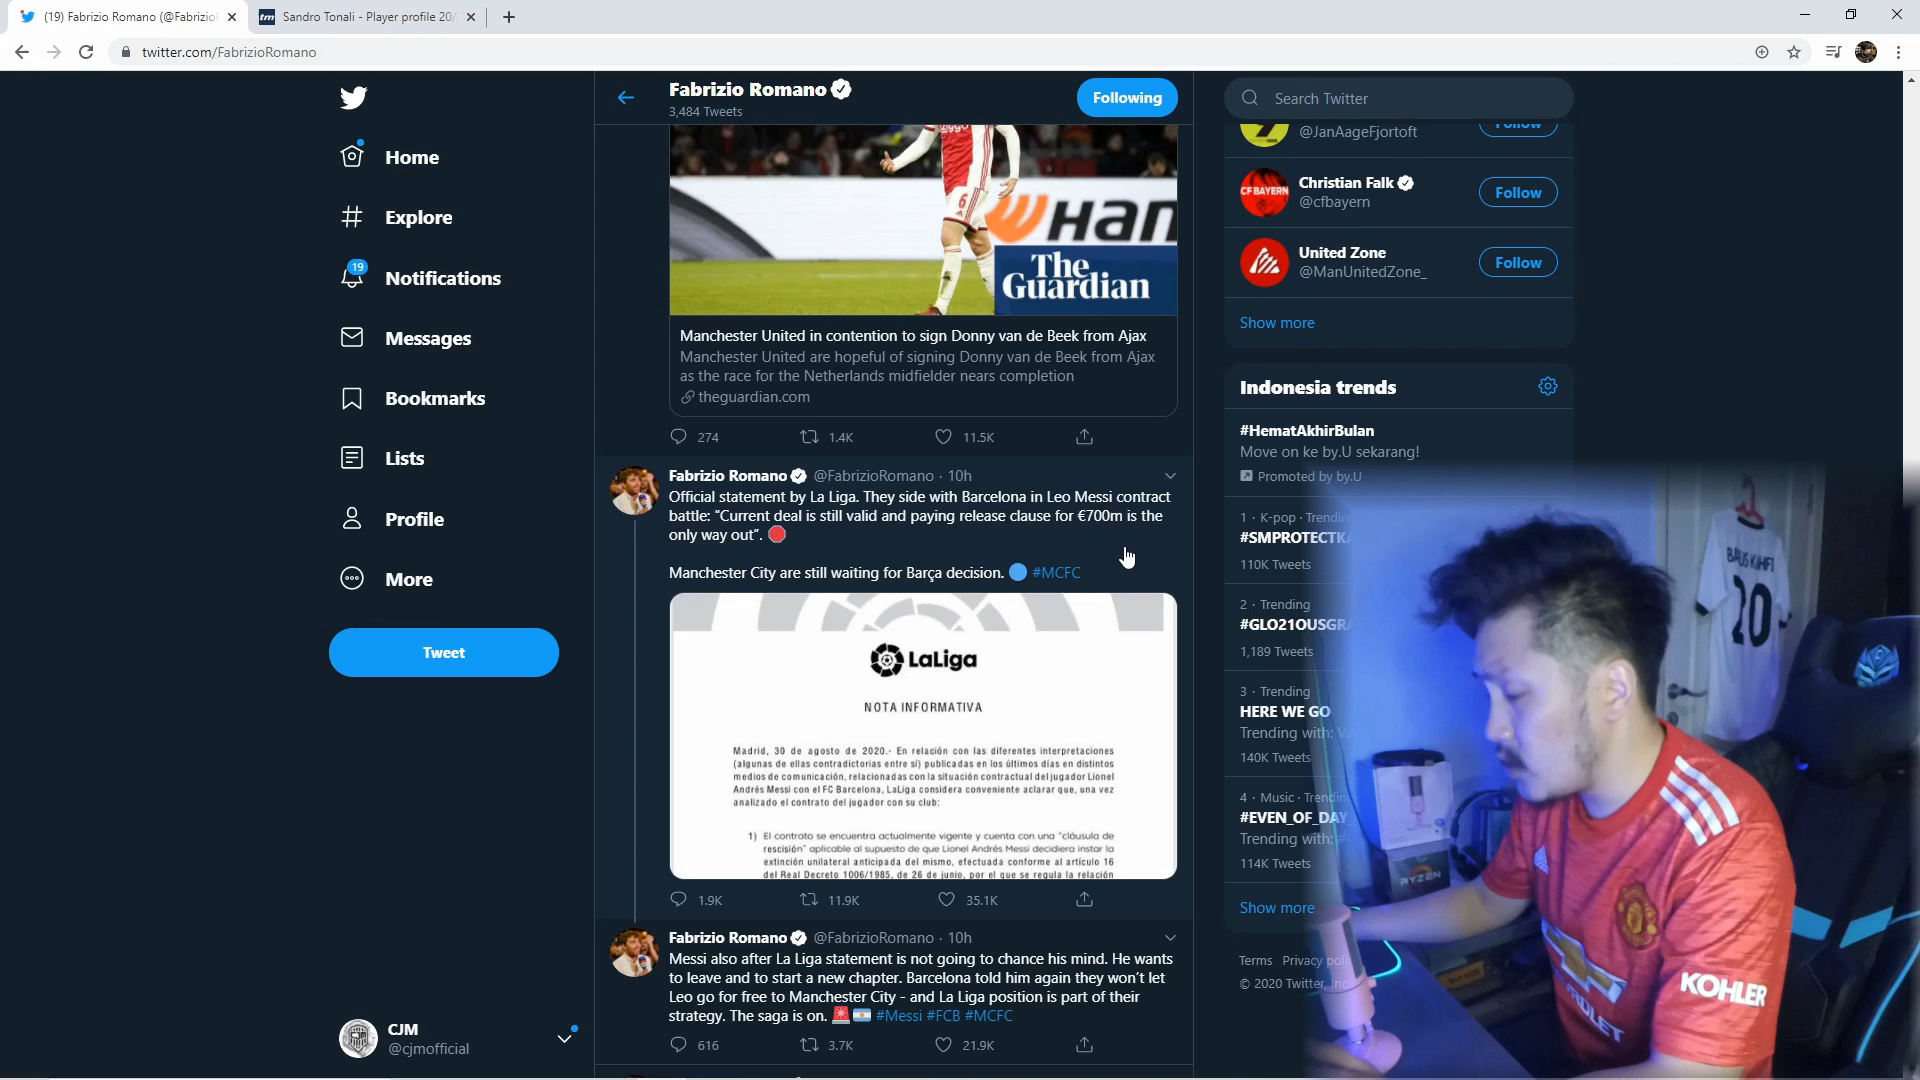 (19) Fabrizio Romano (@Fabrizio
tm Sandro Tonali - Player profile 20/
twitter.com/FabrizioRomano
Fabrizio Romano
3,484 Tweets
Following
Search Twitter
Home
Explore
19
Notifications
Messages
Bookmarks
Lists
Profile
More
Tweet
CJM
@cjmofficial
6
The
Guardian
Manchester United in contention to sign Donny van de Beek from Ajax
Manchester United are hopeful of signing Donny van de Beek from Ajax
as the race for the Netherlands midfielder nears completion
theguardian.com
274
1.4K
11.5K
Fabrizio Romano @FabrizioRomano · 10h
Official statement by La Liga. They side with Barcelona in Leo Messi contract
battle: “Current deal is still valid and paying release clause for €700m is the
only way out”.
Manchester City are still waiting for Barça decision. #MCFC
LaLiga
NOTA INFORMATIVA
Madrid, 30 de agosto de 2020.- En relación con las diferentes interpretaciones
(algunas de ellas contradictorias entre sí) publicadas en los últimos días en distintos
medios de comunicación, relacionadas con la situación contractual del jugador Lionel
Andrés Messi con el FC Barcelona, LaLiga considera conveniente aclarar que, una vez
analizado el contrato del jugador con su club:
1) El contrato se encuentra actualmente vigente y cuenta con una "cláusula de
rescisión" aplicable al supuesto de que Lionel Andrés Messi decidiera instar la
extinción unilateral anticipada del mismo, efectuada conforme al artículo 16
del Real Decreto 1006/1985, de 26 de junio, por el que se regula la relación
1.9K
11.9K
35.1K
Fabrizio Romano @FabrizioRomano · 10h
Messi also after La Liga statement is not going to chance his mind. He wants
to leave and to start a new chapter. Barcelona told him again they won’t let
Leo go for free to Manchester City - and La Liga position is part of their
strategy. The saga is on. #Messi #FCB #MCFC
616
3.7K
21.9K
@JanAageFjortoft
Follow
CF BAYERN
Christian Falk
@cfbayern
Follow
United Zone
@ManUnitedZone_
Follow
Show more
Indonesia trends
#HematAkhirBulan
Move on ke by.U sekarang!
Promoted by by.U
1 · K-pop · Trending
#SMPROTECTKA
110K Tweets
2 · Trending
#GLO21OUSGRA
1,189 Tweets
3 · Trending
HERE WE GO
Trending with:
140K Tweets
4 · Music · Trending
#EVEN_OF_DAY
Trending with:
114K Tweets
Show more
Terms Privacy pol
© 2020 Twitter, Inc
20
RYZEN
KOHLER